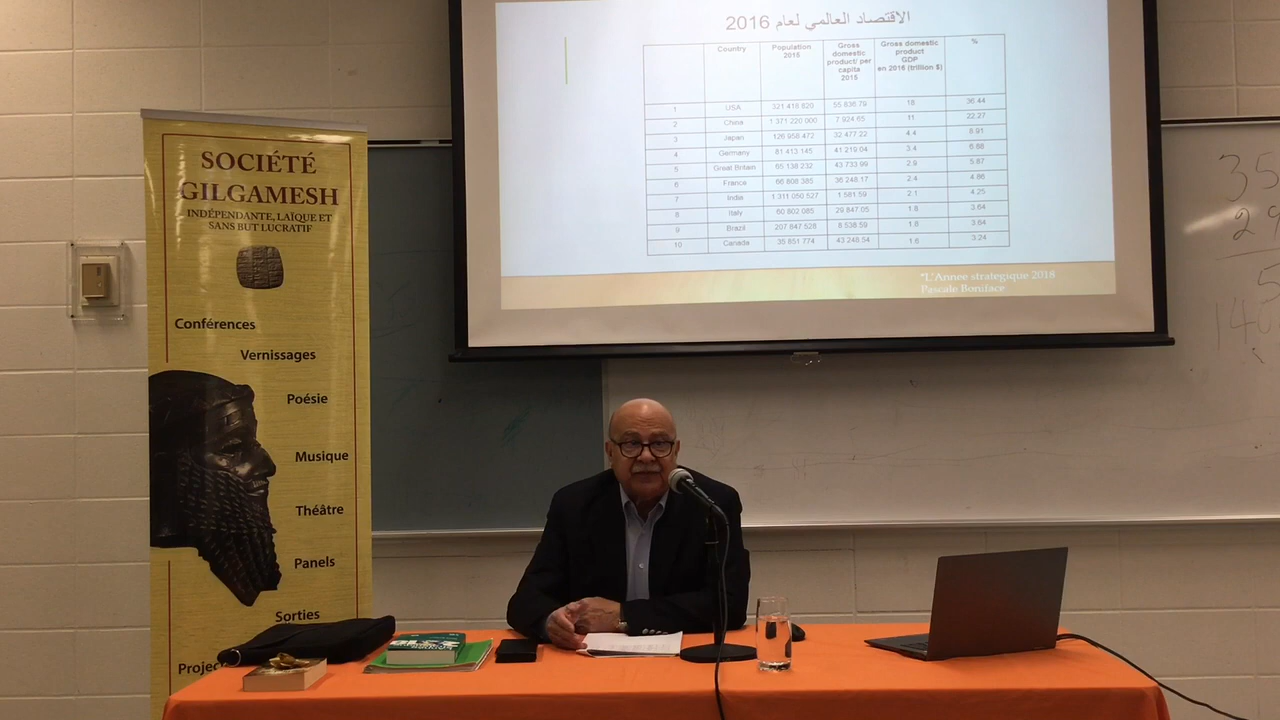 الاقتصاد العالمي لعام 2016
Country Population 2015 Gross domestic product/ per capita 2015 Gross domestic product GDP en 2016 (trillion $) %
1 USA 321 418 820 55 836.79 18 36.44
2 China 1 371 220 000 7 924.65 11 22.27
3 Japan 126 958 472 32 477.22 4.4 8.91
4 Germany 81 413 145 41 219.04 3.4 6.88
5 Great Britain 65 138 232 43 733.99 2.9 5.87
6 France 66 808 385 36 248.17 2.4 4.86
7 India 1 311 050 527 1 581.59 2.1 4.25
8 Italy 60 802 085 29 847.05 1.8 3.64
9 Brazil 207 847 528 8 538.59 1.8 3.64
10 Canada 35 851 774 43 248.54 1.6 3.24
"L'Annee strategique 2018
Pascale Boniface
SOCIÉTÉ
GILGAMESH
INDÉPENDANTE, LAÏQUE ET
SANS BUT LUCRATIF
Conférences
Vernissages
Poésie
Musique
Théâtre
Panels
Sorties